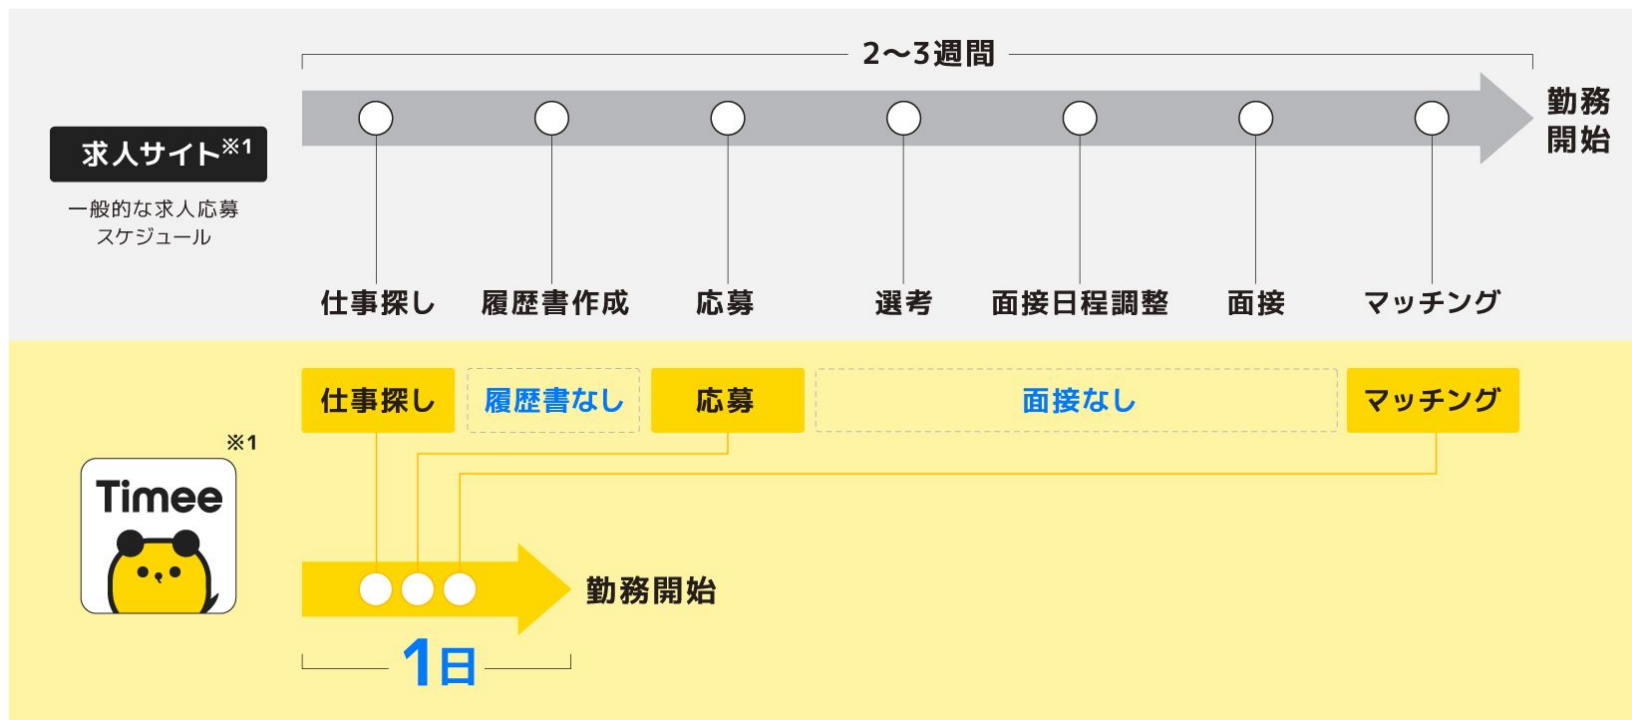 2〜3週間
勤務
開始
求人サイト※1
一般的な求人応募
スケジュール
仕事探し 履歴書作成 応募 選考 面接日程調整 面接 マッチング
仕事探し 履歴書なし 応募 面接なし マッチング
※1
Timee
勤務開始
1日